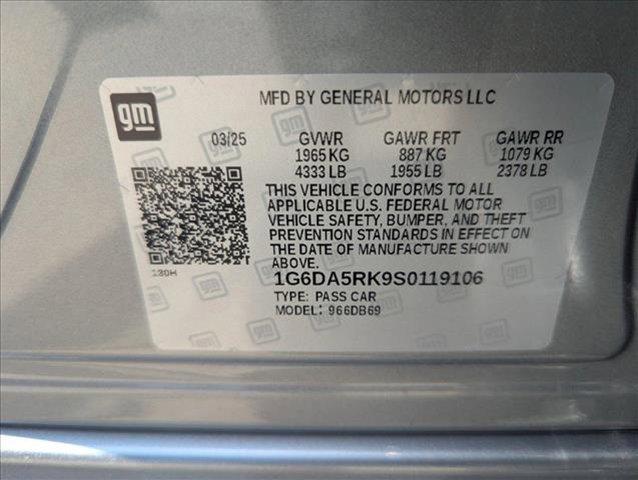 gm
MFD BY GENERAL MOTORS LLC
03/25 GVWR GAWR FRT GAWR RR
1965 KG 887 KG 1079 KG
4333 LB 1955 LB 2378 LB
THIS VEHICLE CONFORMS TO ALL
APPLICABLE U.S. FEDERAL MOTOR
VEHICLE SAFETY, BUMPER, AND THEFT
PREVENTION STANDARDS IN EFFECT ON
THE DATE OF MANUFACTURE SHOWN
ABOVE.
130H
1G6DA5RK9S0119106
TYPE: PASS CAR
MODEL: 966DB69